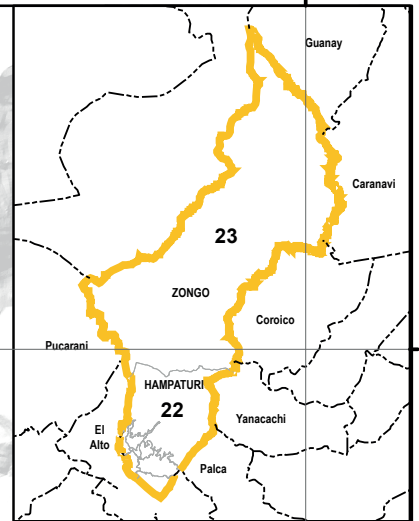 Guanay
Caranavi
23
ZONGO
Coroico
Pucarani
HAMPATURI
22
El
Alto
Yanacachi
Palca